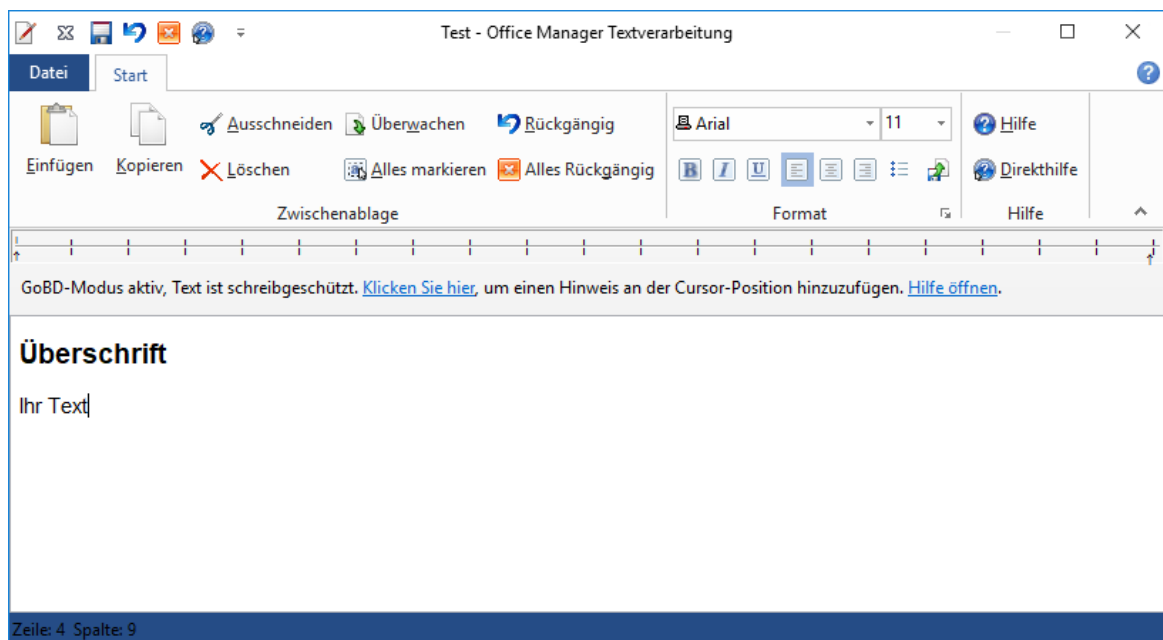 Test - Office Manager Textverarbeitung
Datei Start
Einfügen Kopieren Ausschneiden Überwachen Rückgängig Arial 11 Hilfe
Löschen Alles markieren Alles Rückgängig B I U Direkthilfe
Zwischenablage Format Hilfe
GoBD-Modus aktiv, Text ist schreibgeschützt. Klicken Sie hier, um einen Hinweis an der Cursor-Position hinzuzufügen. Hilfe öffnen.
Überschrift
Ihr Text
Zeile: 4 Spalte: 9